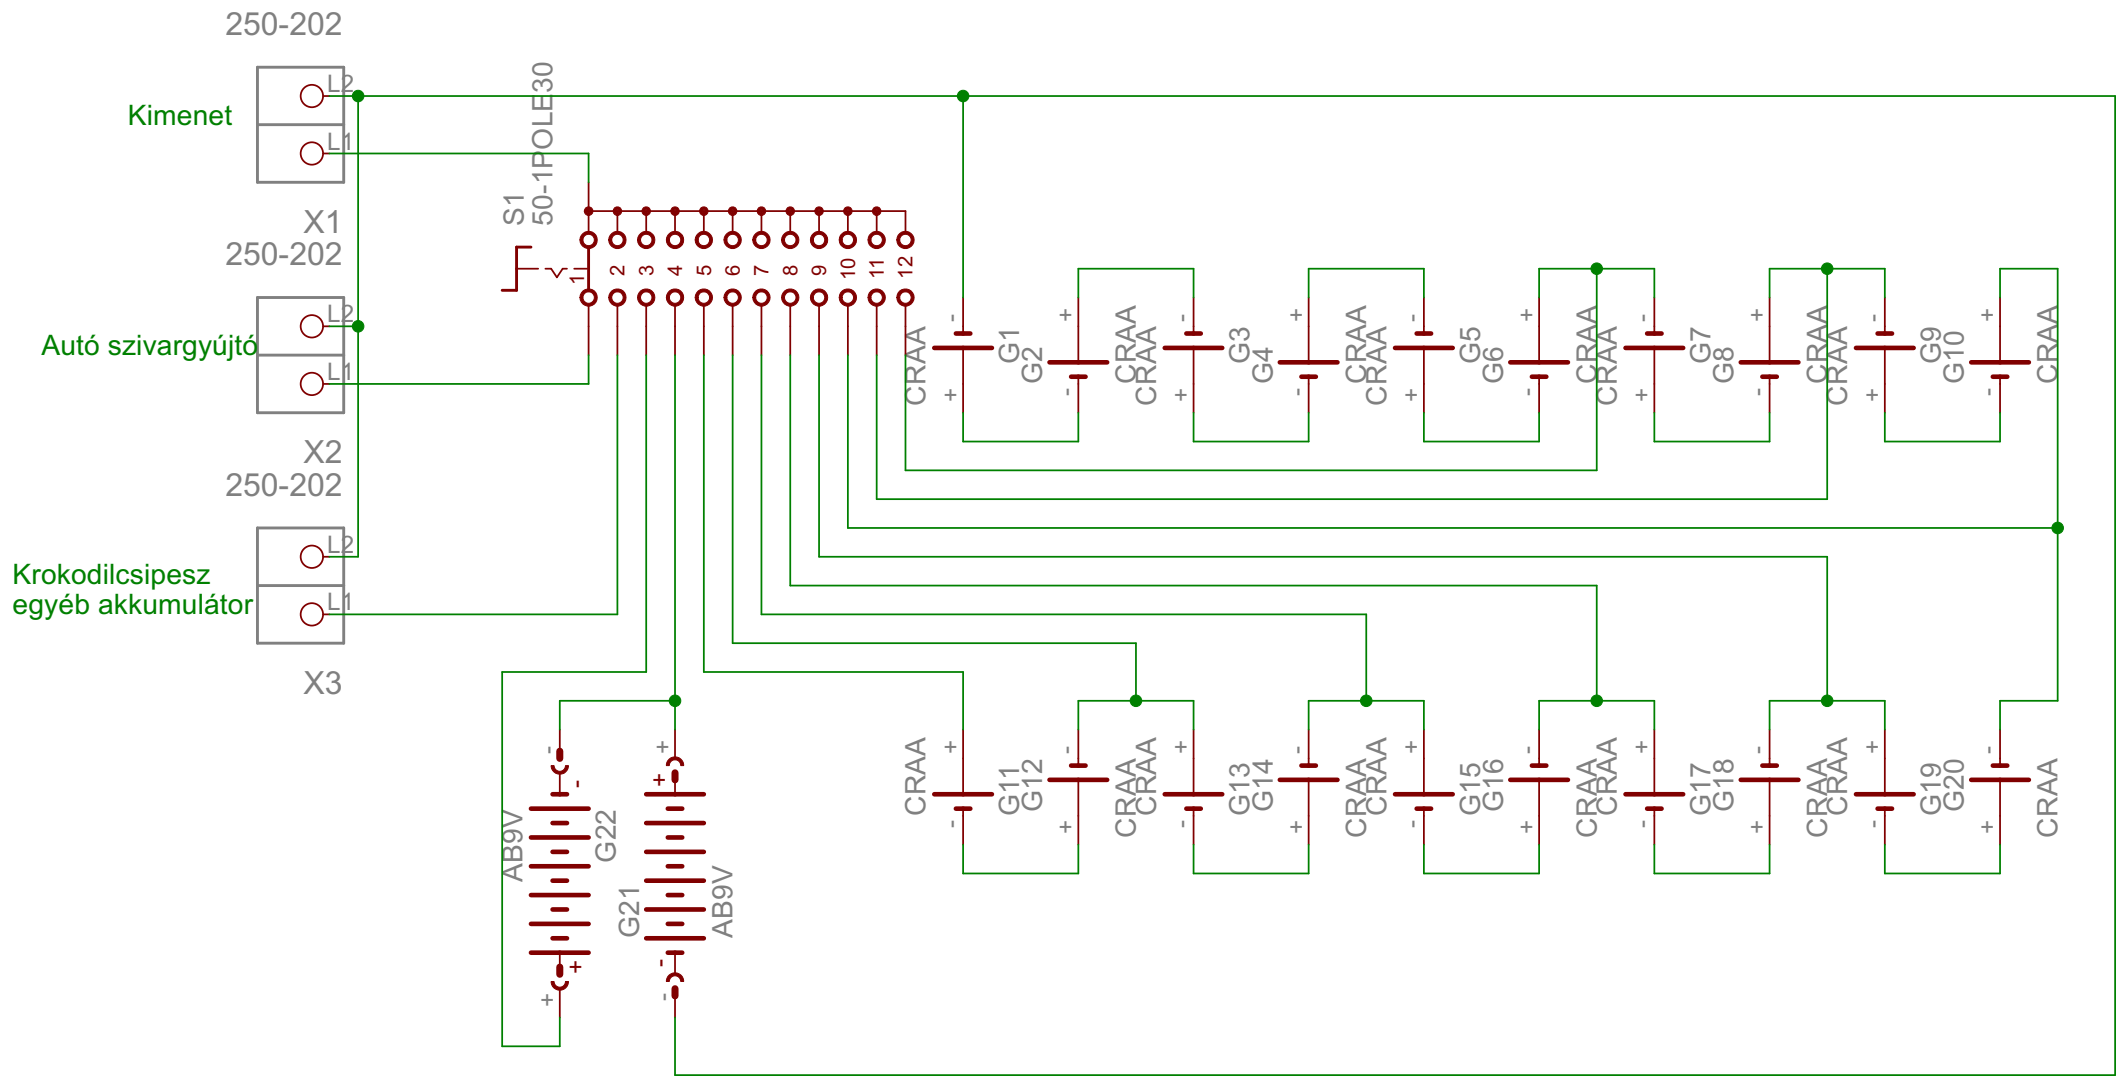 250-202
Kimenet
L2
L1
X1
250-202
Autó szivargyújtó
L2
L1
X2
250-202
Krokodilcsipesz
egyéb akkumulátor
L2
L1
X3
S1
50-1POLE30
1
2
3
4
5
6
7
8
9
10
11
12
CRAA
G1
G2
CRAA
CRAA
G3
G4
CRAA
CRAA
G5
G6
CRAA
CRAA
G7
G8
CRAA
CRAA
G9
G10
CRAA
- + - + - + - + - +
+ - + - + - + - + -
CRAA
G11
G12
CRAA
CRAA
G13
G14
CRAA
CRAA
G15
G16
CRAA
CRAA
G17
G18
CRAA
CRAA
G19
G20
CRAA
+ - + - + - + - + -
- + - + - + - + - +
AB9V
G22
- -
+ +
G21
AB9V
+ +
- -